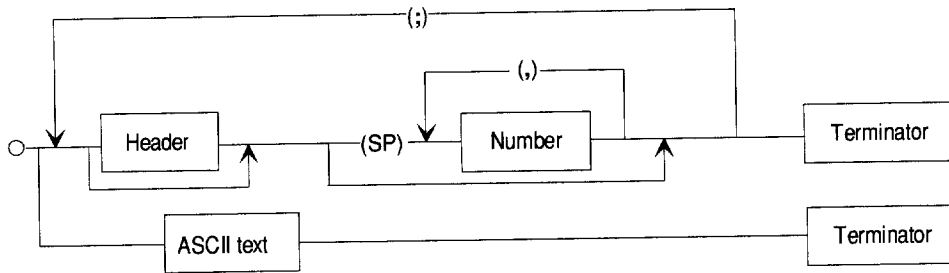 (;)
(,)
Header
(SP)
Number
Terminator
ASCII text
Terminator